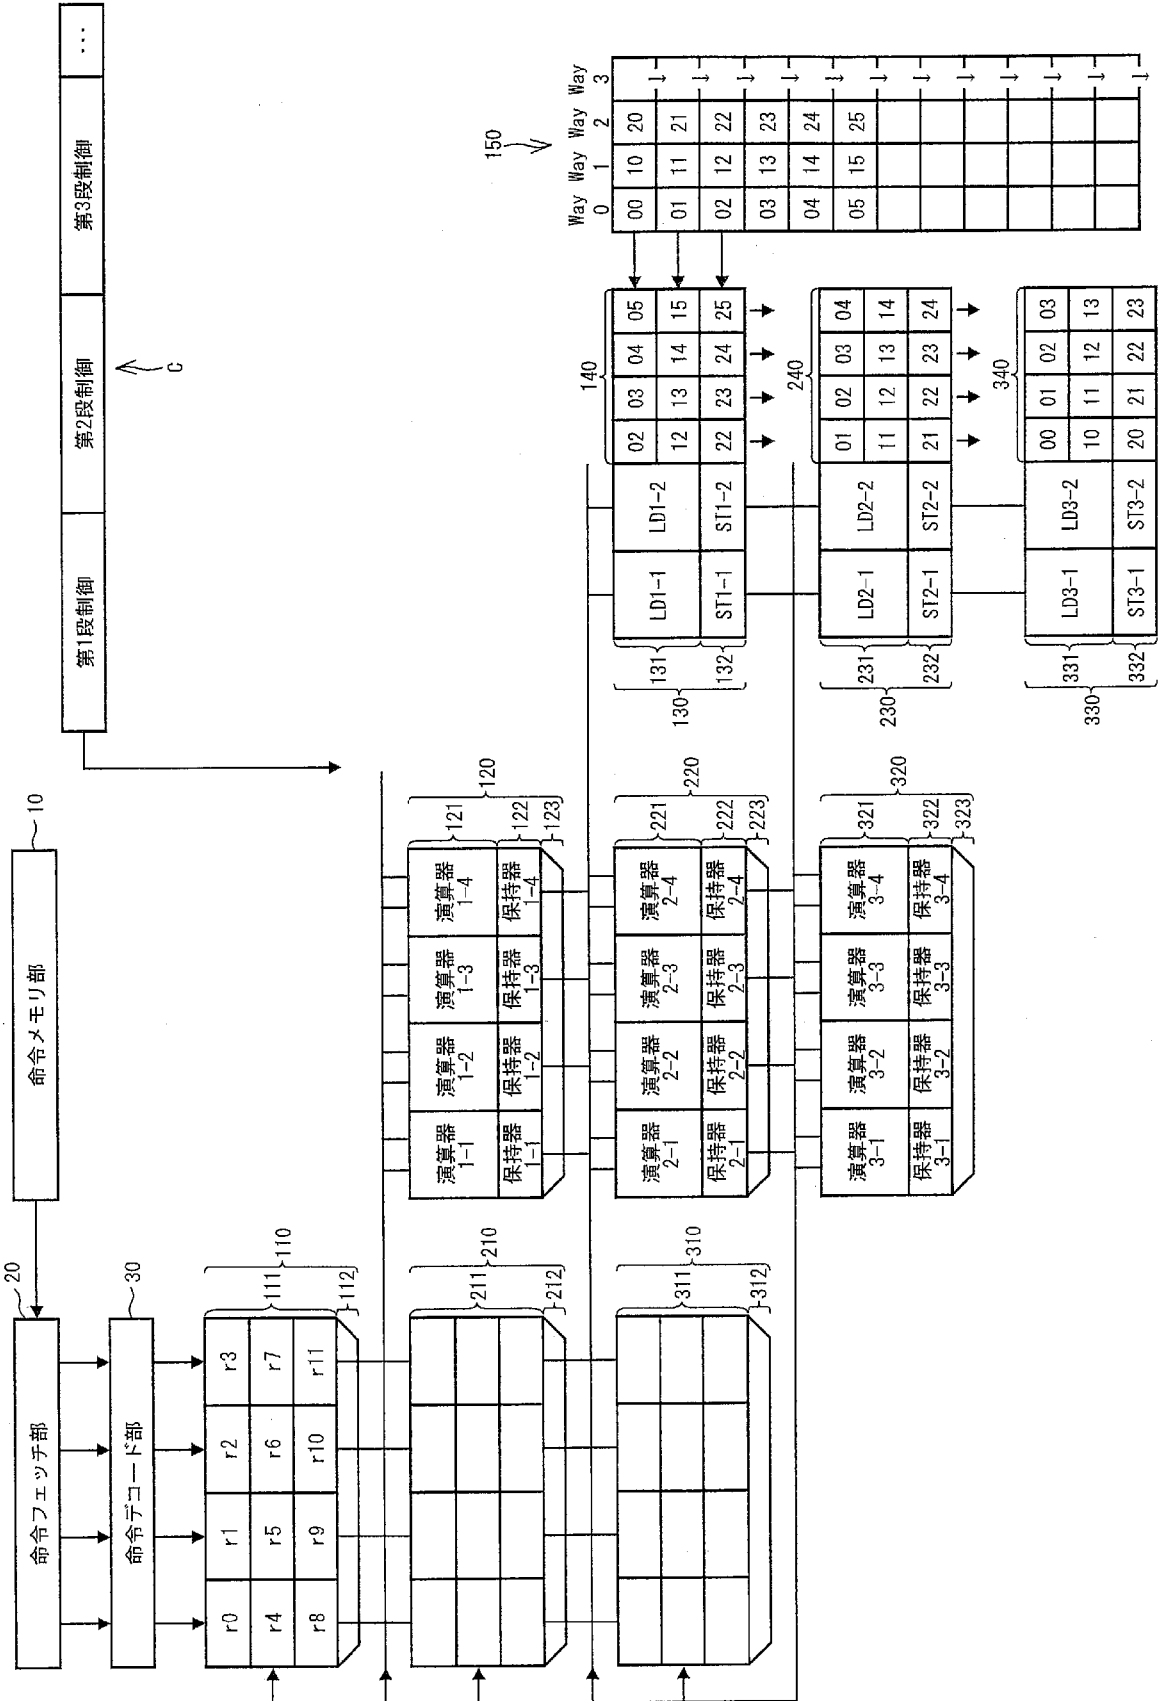 命令メモリ部
10
命令フェッチ部
20
命令デコード部
30
第1段制御 第2段制御 第3段制御 ...
C
r0 r1 r2 r3
r4 r5 r6 r7
r8 r9 r10 r11
111
112
110
211
212
210
311
312
310
演算器 1-1 演算器 1-2 演算器 1-3 演算器 1-4
保持器 1-1 保持器 1-2 保持器 1-3 保持器 1-4
121
122
123
120
演算器 2-1 演算器 2-2 演算器 2-3 演算器 2-4
保持器 2-1 保持器 2-2 保持器 2-3 保持器 2-4
221
222
223
220
演算器 3-1 演算器 3-2 演算器 3-3 演算器 3-4
保持器 3-1 保持器 3-2 保持器 3-3 保持器 3-4
321
322
323
320
130
131
132
LD1-1 LD1-2
ST1-1 ST1-2
140
02 03 04 05
12 13 14 15
22 23 24 25
230
231
232
LD2-1 LD2-2
ST2-1 ST2-2
240
01 02 03 04
11 12 13 14
21 22 23 24
330
331
332
LD3-1 LD3-2
ST3-1 ST3-2
340
00 01 02 03
10 11 12 13
20 21 22 23
150
Way 0 Way 1 Way 2 Way 3
00 10 20
01 11 21
02 12 22
03 13 23
04 14 24
05 15 25